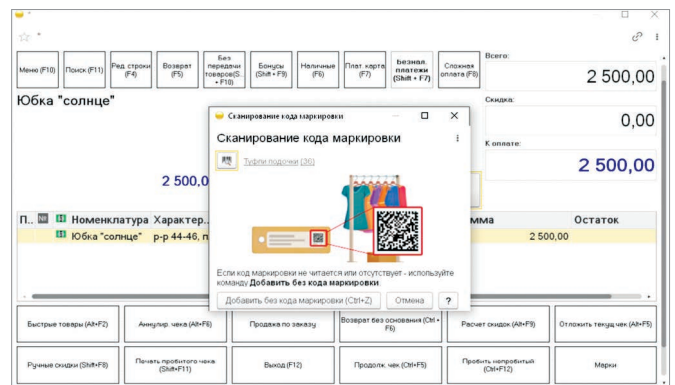 Меню (F10)
Поиск (F11)
Ред. строки
(F4)
Возврат
(F5)
Без
передачи
товаров(S...
+ F10)
Бонусы
(Shift + F9)
Наличные
(F6)
Плат. карта
(F7)
Безнал.
платежи
(Shift + F7)
Сложная
оплата (F8)
Всего:
2 500,00
Юбка "солнце"
Скидка:
0,00
К оплате:
2 500,00
2 500,0
Сканирование кода маркировки
Сканирование кода маркировки
Туфли лодочки (36)
Если код маркировки не читается или отсутствует - используйте
команду Добавить без кода маркировки
Добавить без кода маркировки (Ctrl+Z)
Отмена
?
П.. № Номенклатура Характер.. мма Остаток
Юбка "солнце" р-р 44-46, п 2 500,00
Быстрые товары (Alt+F2)
Аннулир. чека (Alt+F6)
Продажа по заказу
Возврат без основания (Ctrl +
F6)
Расчет скидок (Alt+F9)
Отложить текущ чек (Alt+F5)
Ручные скидки (Shift+F8)
Печать пробитого чека
(Shift+F11)
Выход (F12)
Продолж. чек (Ctrl+F5)
Пробить непробитый
(Ctrl+F12)
Марки